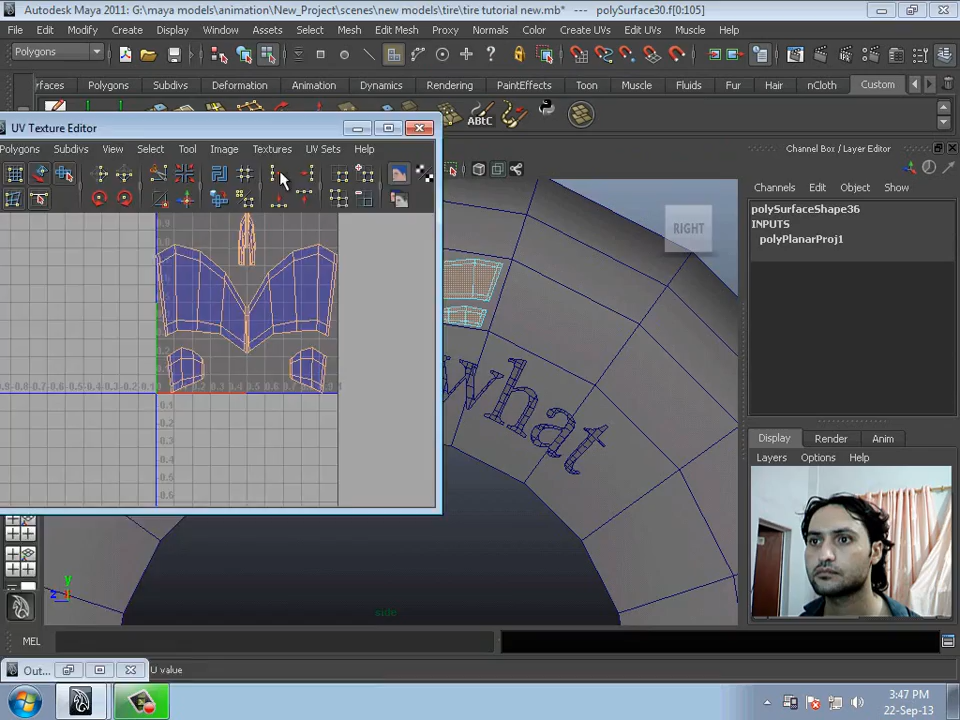 Autodesk Maya 2011: G:\maya models\animation\New_Project\scenes\new models\tire\tire tutorial new.mb* --- polySurface30.f[0:105]
File Edit Modify Create Display Window Assets Select Mesh Edit Mesh Proxy Normals Color Create UVs Edit UVs Muscle Help
Polygons
urfaces Polygons Subdivs Deformation Animation Dynamics Rendering PaintEffects Toon Muscle Fluids Fur Hair nCloth Custom
ABtC
UV Texture Editor
Polygons Subdivs View Select Tool Image Textures UV Sets Help
Channel Box / Layer Editor
Channels Edit Object Show
polySurfaceShape36
INPUTS
polyPlanarProj1
RIGHT
what
side
y
z
Display Render Anim
Layers Options Help
MEL
Out...
U value
3:47 PM
22-Sep-13